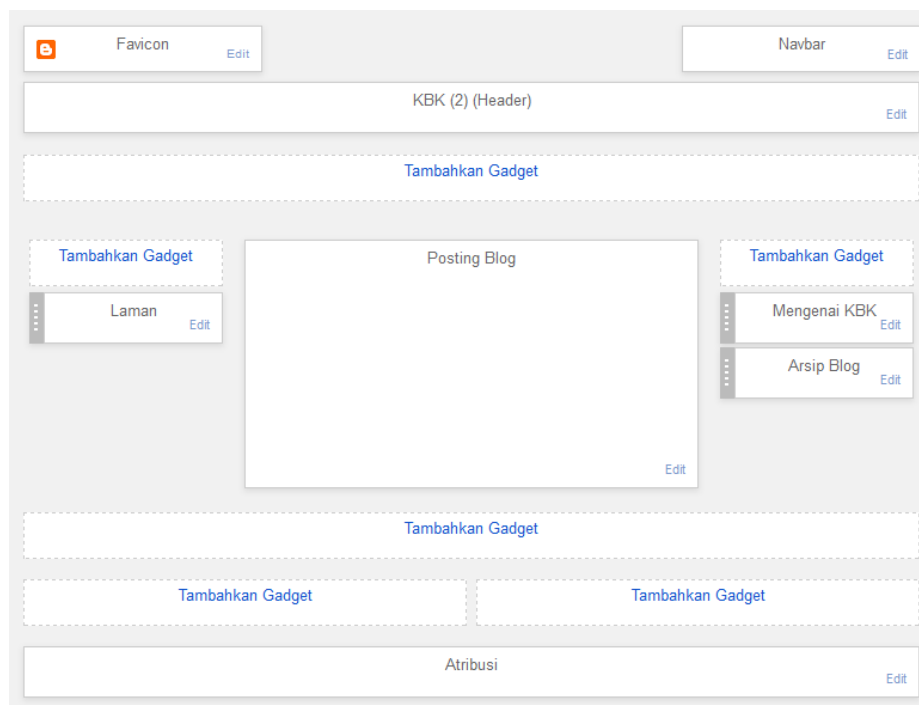 Favicon
Edit
Navbar
Edit
KBK (2) (Header)
Edit
Tambahkan Gadget
Tambahkan Gadget
Laman
Edit
Posting Blog
Edit
Tambahkan Gadget
Mengenai KBK
Edit
Arsip Blog
Edit
Tambahkan Gadget
Tambahkan Gadget
Tambahkan Gadget
Atribusi
Edit